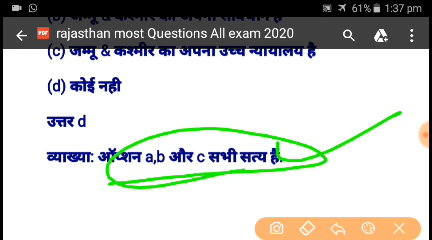 61% 1:37 pm
PDF rajasthan most Questions All exam 2020
(c) जम्मू & कश्मीर का अपना उच्च न्यायालय है
(d) कोई नही
उत्तर d
व्याख्या: ऑप्शन a,b और c सभी सत्य है.